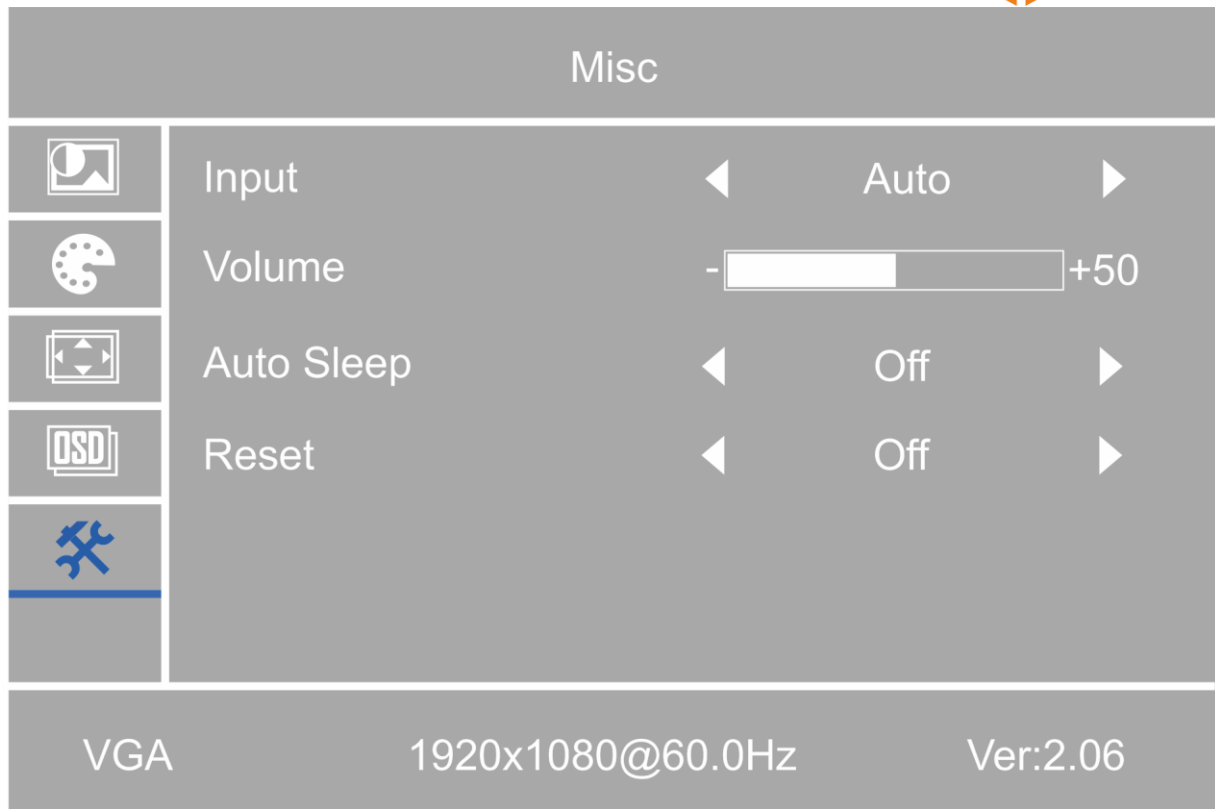 Misc
Input Auto
Volume - +50
Auto Sleep Off
Reset Off
OSD
VGA 1920x1080@60.0Hz Ver:2.06